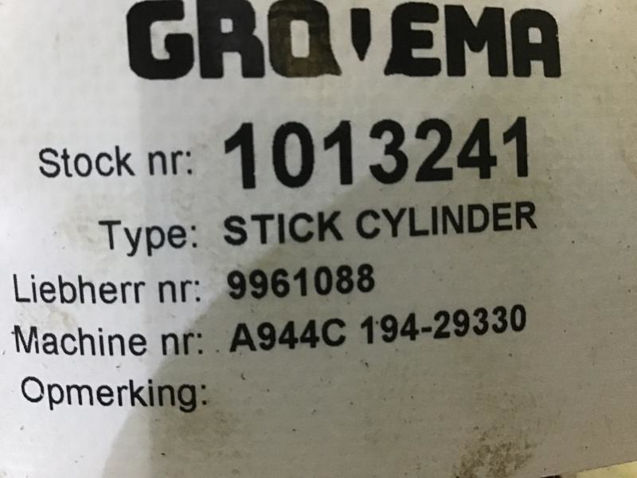 GROVEMA
Stock nr: 1013241
Type: STICK CYLINDER
Liebherr nr: 9961088
Machine nr: A944C 194-29330
Opmerking: